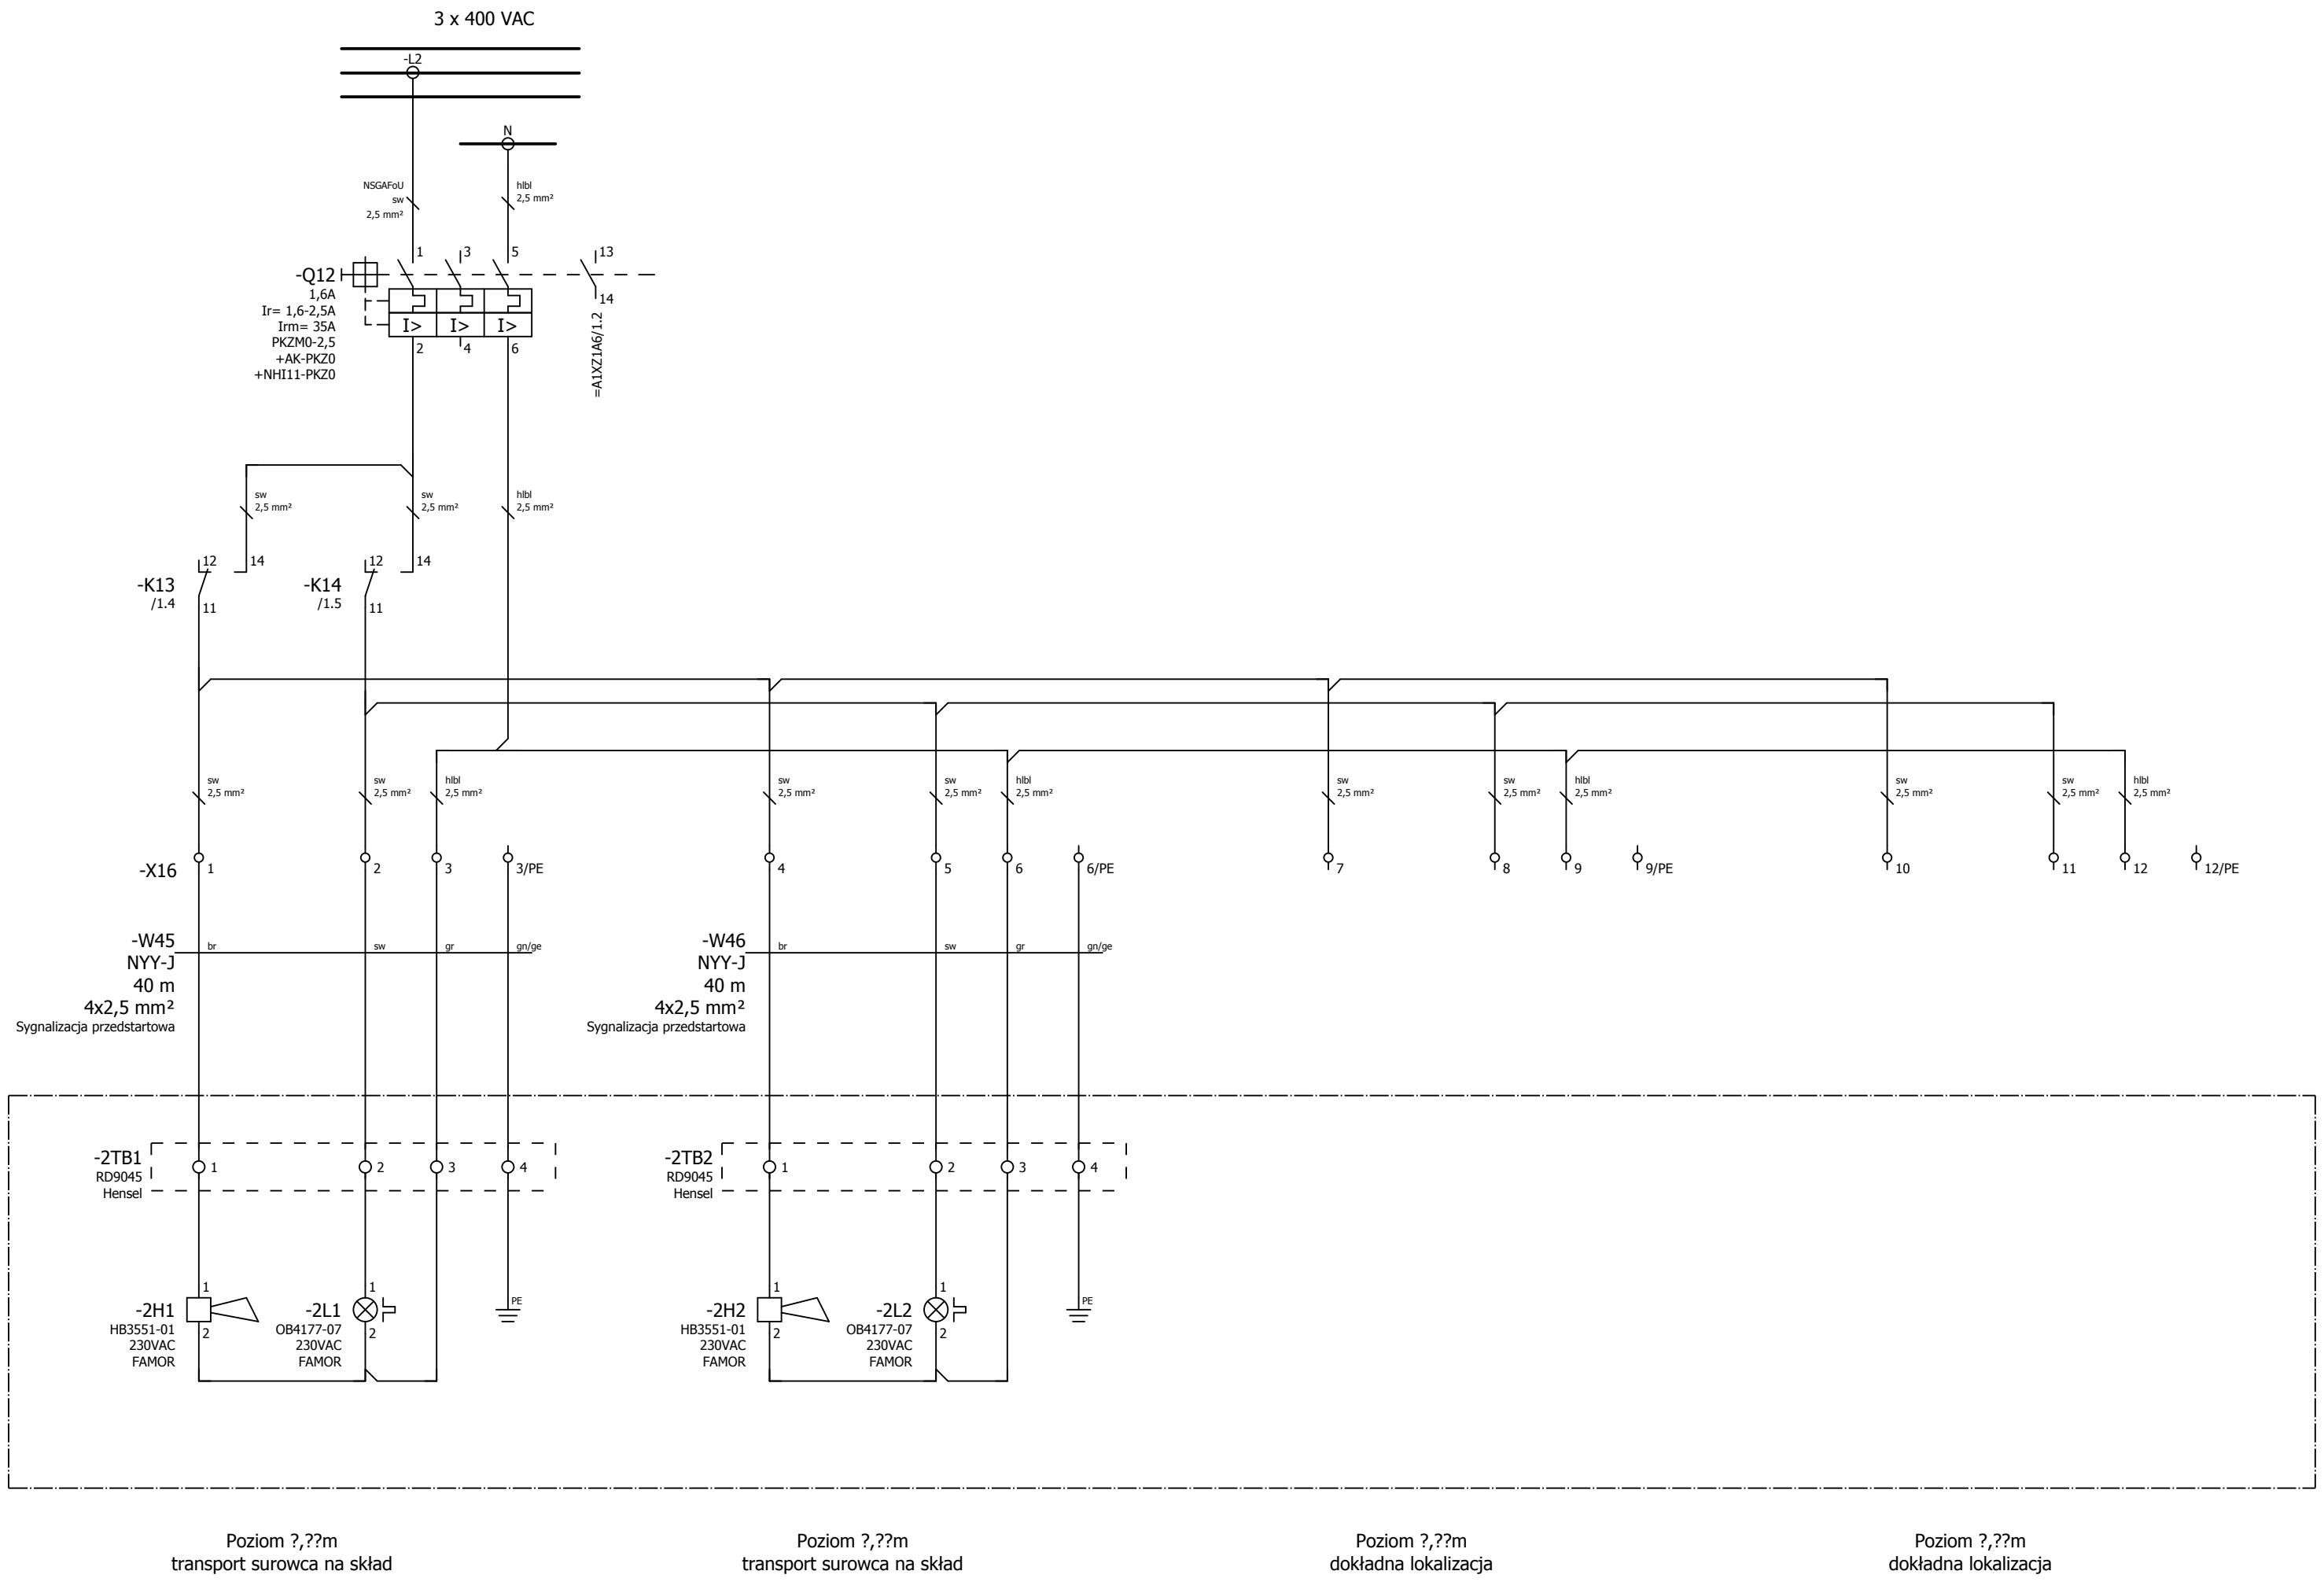 3 x 400 VAC
-L2
N
NSGAFoU
sw
2,5 mm²
hlbl
2,5 mm²
1
3
5
13
-Q12
1,6A
Ir= 1,6-2,5A
Irm= 35A
PKZM0-2,5
+AK-PKZ0
+NHI11-PKZ0
I>
I>
I>
2
4
6
14
=A1XZ1A6/1.2
sw
2,5 mm²
sw
2,5 mm²
hlbl
2,5 mm²
12
14
12
14
-K13
/1.4
11
-K14
/1.5
11
sw
2,5 mm²
sw
2,5 mm²
hlbl
2,5 mm²
sw
2,5 mm²
sw
2,5 mm²
hlbl
2,5 mm²
sw
2,5 mm²
sw
2,5 mm²
hlbl
2,5 mm²
sw
2,5 mm²
sw
2,5 mm²
hlbl
2,5 mm²
-X16
1
2
3
3/PE
4
5
6
6/PE
7
8
9
9/PE
10
11
12
12/PE
-W45
NYY-J
40 m
4x2,5 mm²
Sygnalizacja przedstartowa
br
sw
gr
gn/ge
-W46
NYY-J
40 m
4x2,5 mm²
Sygnalizacja przedstartowa
br
sw
gr
gn/ge
-2TB1
RD9045
Hensel
1
2
3
4
-2TB2
RD9045
Hensel
1
2
3
4
1
-2H1
HB3551-01
230VAC
FAMOR
2
1
-2L1
OB4177-07
230VAC
FAMOR
2
PE
1
-2H2
HB3551-01
230VAC
FAMOR
2
1
-2L2
OB4177-07
230VAC
FAMOR
2
PE
Poziom ?,??m
transport surowca na skład
Poziom ?,??m
transport surowca na skład
Poziom ?,??m
dokładna lokalizacja
Poziom ?,??m
dokładna lokalizacja